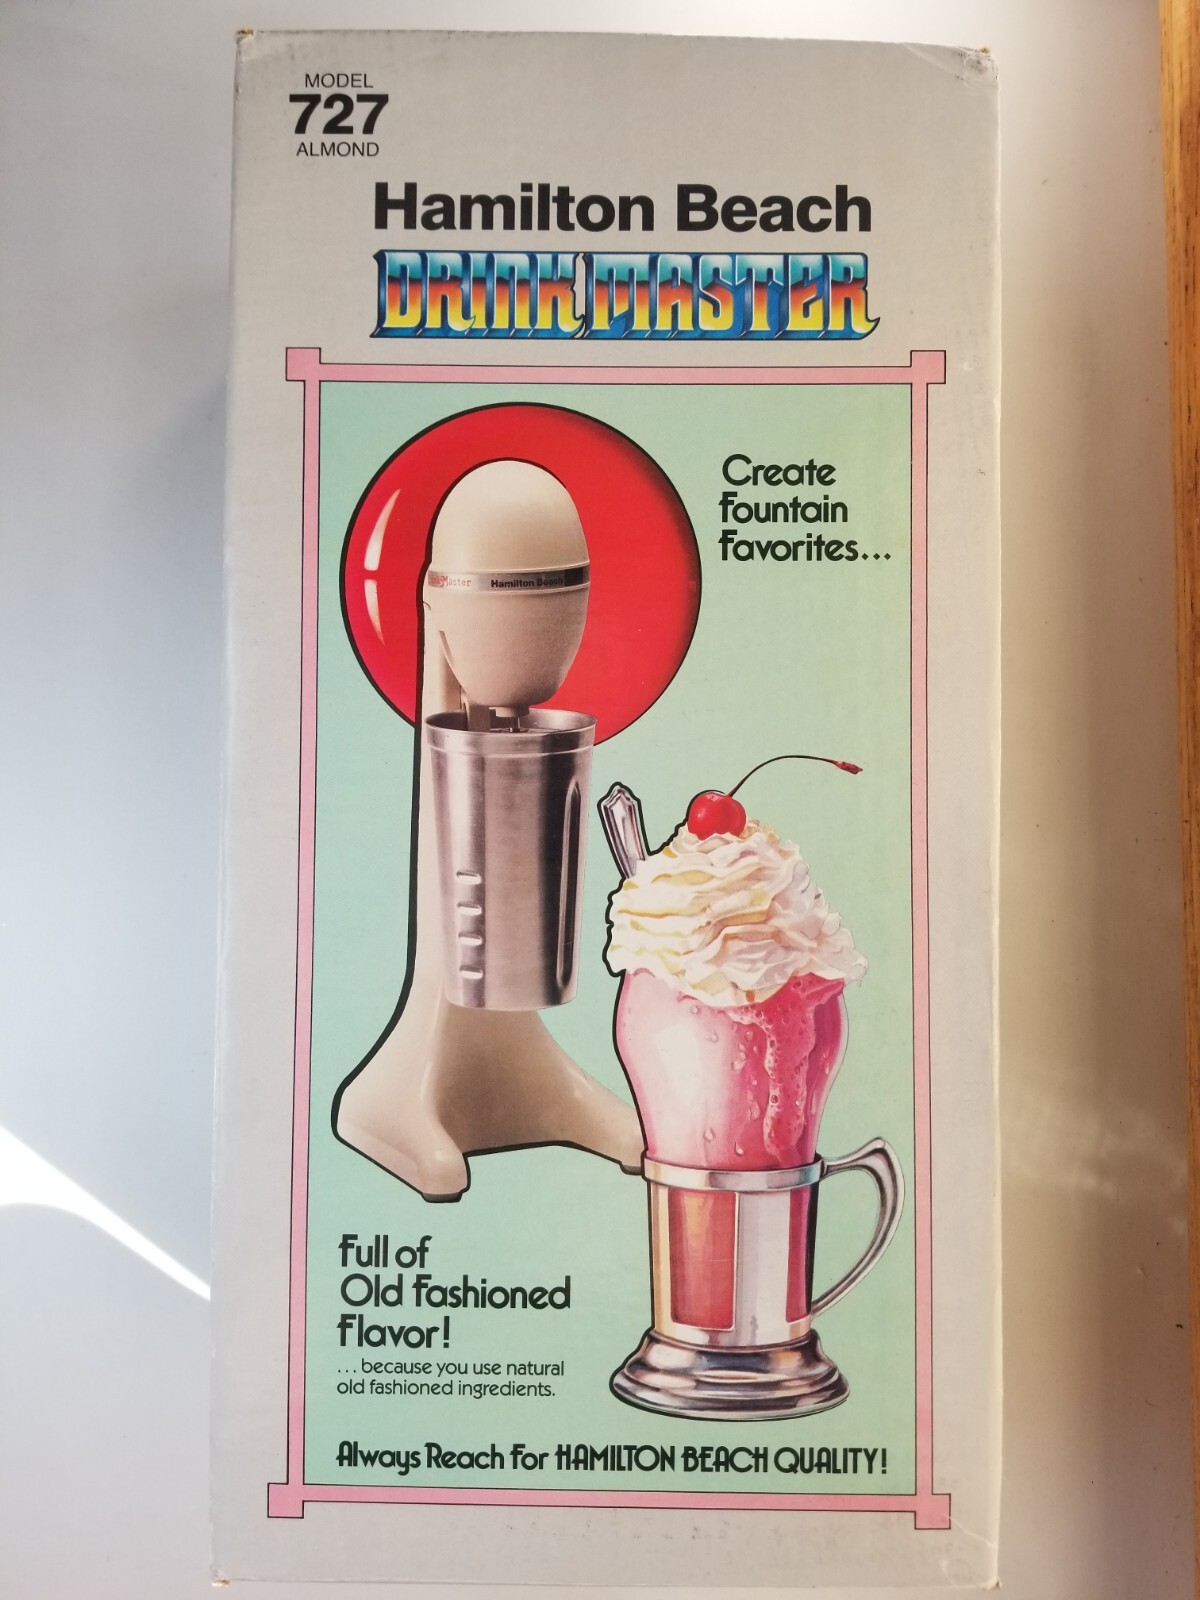 MODEL
727
ALMOND
Hamilton Beach
DRINK MASTER
Create
Fountain
Favorites...
Master Hamilton Beach
Full of
Old Fashioned
Flavor!
... because you use natural
old fashioned ingredients.
Always Reach For HAMILTON BEACH QUALITY!